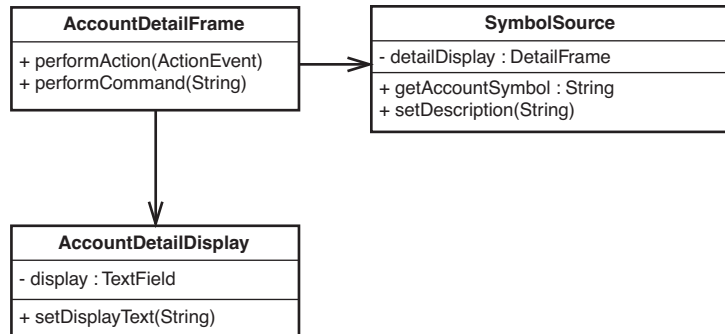 AccountDetailFrame
+ performAction(ActionEvent)
+ performCommand(String)
SymbolSource
- detailDisplay : DetailFrame
+ getAccountSymbol : String
+ setDescription(String)
AccountDetailDisplay
- display : TextField
+ setDisplayText(String)